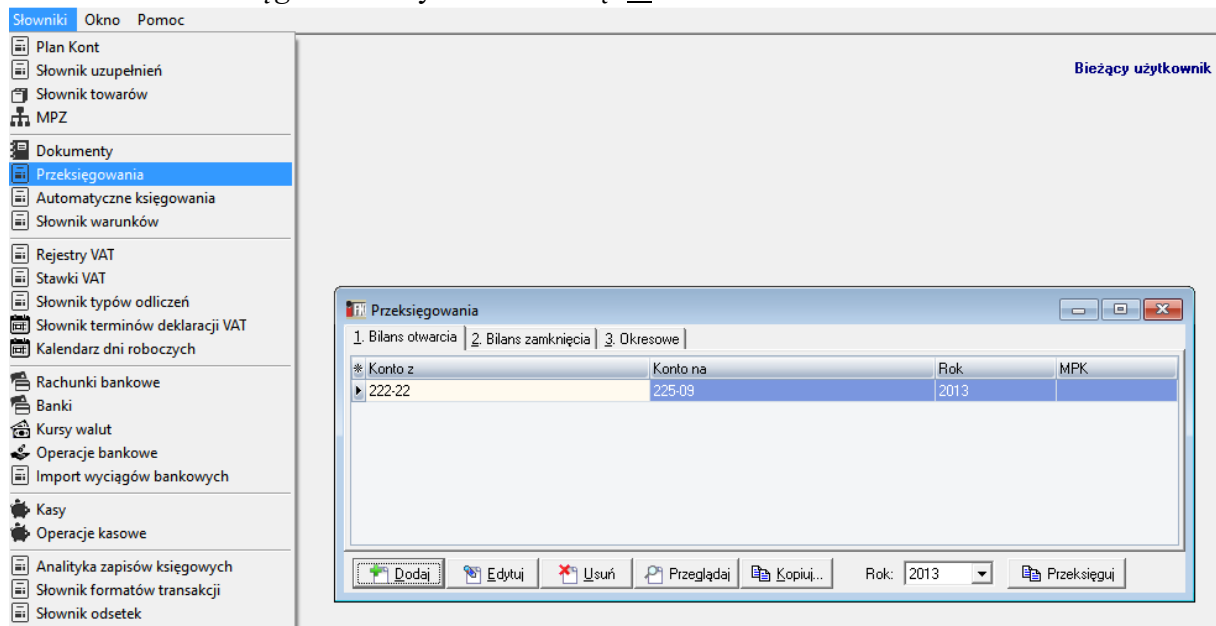 Słowniki Okno Pomoc
Plan Kont
Słownik uzupełnień
Słownik towarów
MPZ
Dokumenty
Przeksięgowania
Automatyczne księgowania
Słownik warunków
Rejestry VAT
Stawki VAT
Słownik typów odliczeń
Słownik terminów deklaracji VAT
Kalendarz dni roboczych
Rachunki bankowe
Banki
Kursy walut
Operacje bankowe
Import wyciągów bankowych
Kasy
Operacje kasowe
Analityka zapisów księgowych
Słownik formatów transakcji
Słownik odsetek
Bieżący użytkownik
Przeksięgowania
1. Bilans otwarcia 2. Bilans zamknięcia 3. Okresowe
Konto z Konto na Rok MPK
222-22 225-09 2013
Dodaj Edytuj Usuń Przeglądaj Kopiuj... Rok: 2013 Przeksięguj